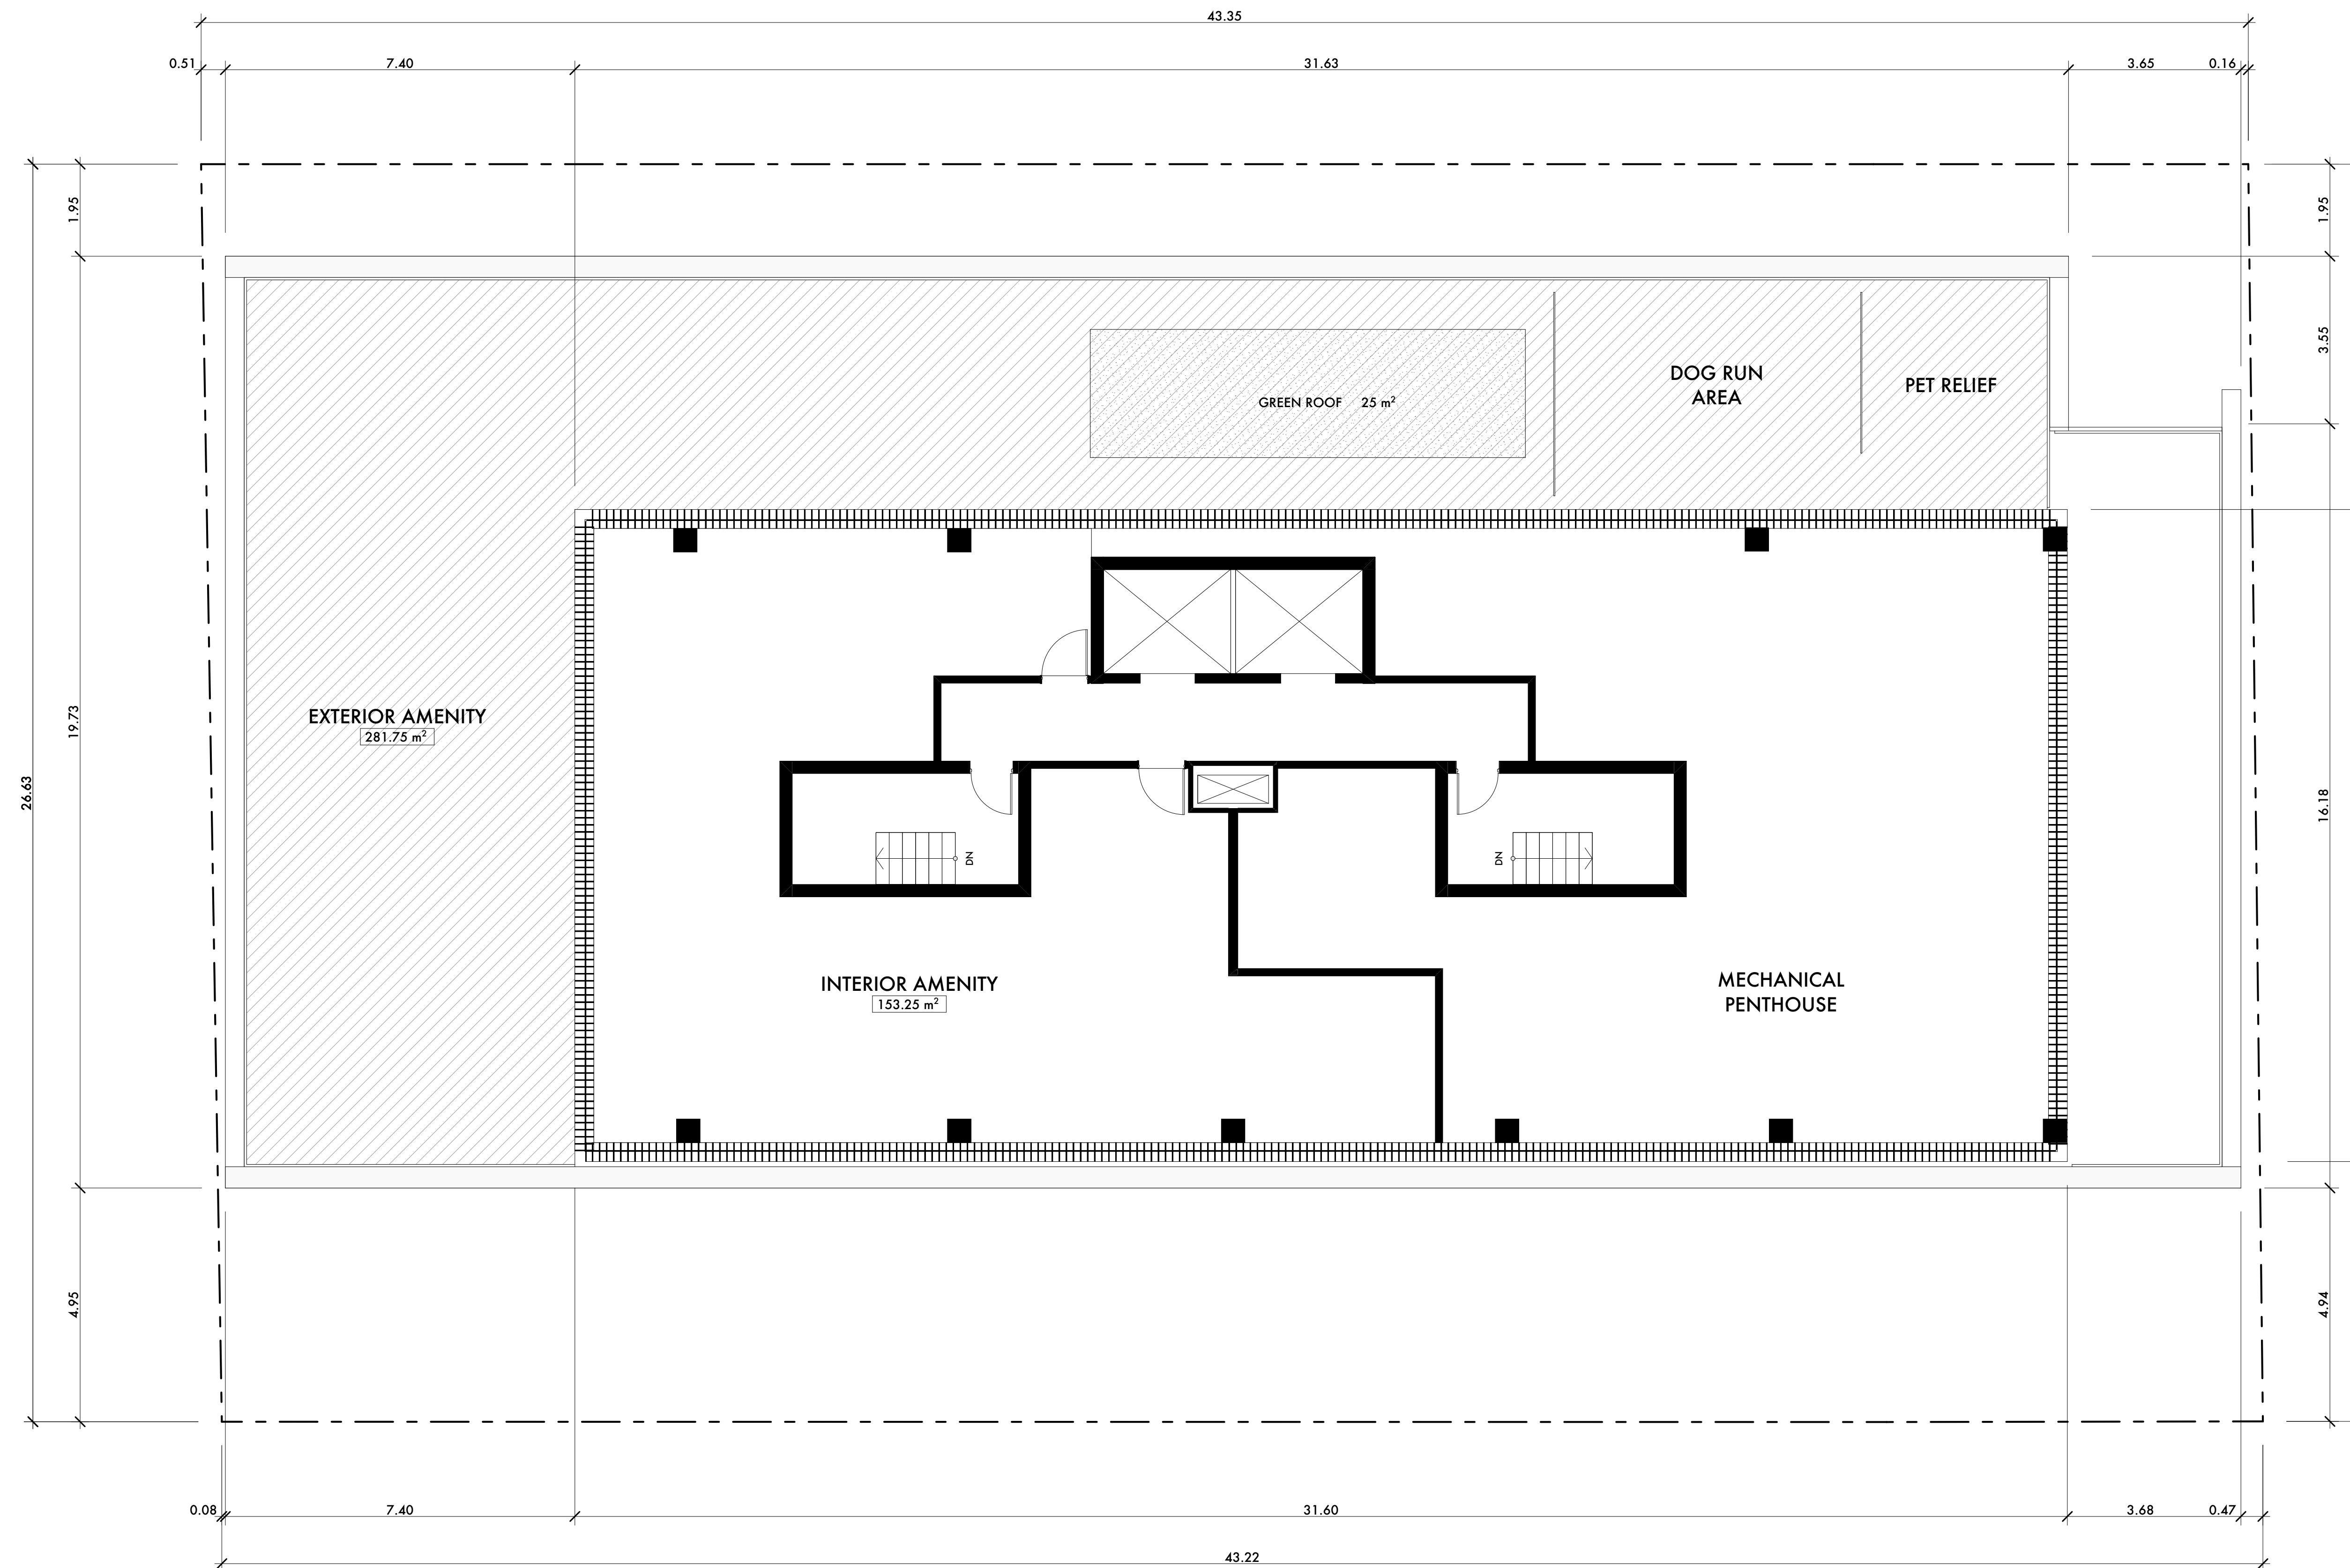 43.35
0.51
7.40
31.63
3.65
0.16
1.95
1.95
3.55
DOG RUN
AREA
PET RELIEF
GREEN ROOF 25 m²
EXTERIOR AMENITY
281.75 m²
19.73
26.63
16.18
DN
DN
INTERIOR AMENITY
153.25 m²
MECHANICAL
PENTHOUSE
4.95
4.94
0.08
7.40
31.60
3.68
0.47
43.22